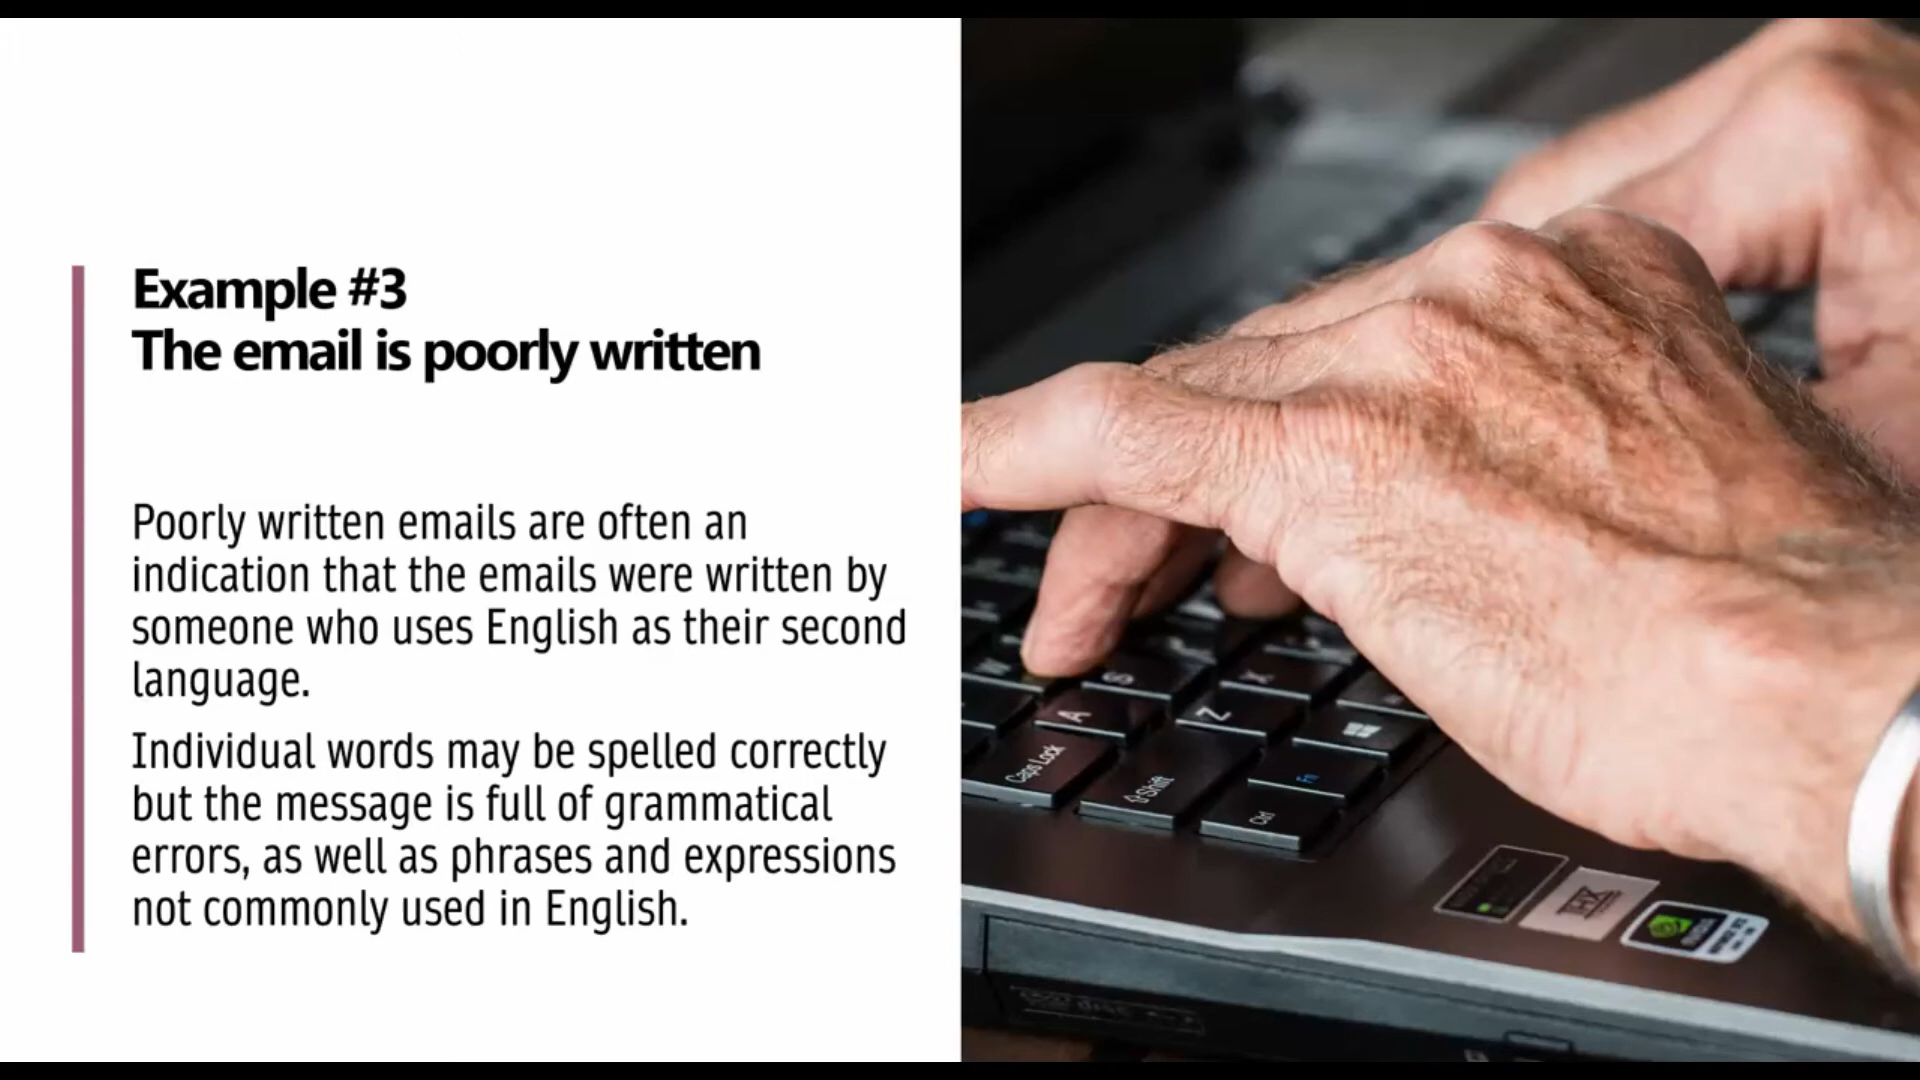 Example #3
The email is poorly written
Poorly written emails are often an
indication that the emails were written by
someone who uses English as their second
language.
Individual words may be spelled correctly
but the message is full of grammatical
errors, as well as phrases and expressions
not commonly used in English.
W
S
X
A
Z
Caps Lock
⇧Shift
Fn
Ctrl
THX